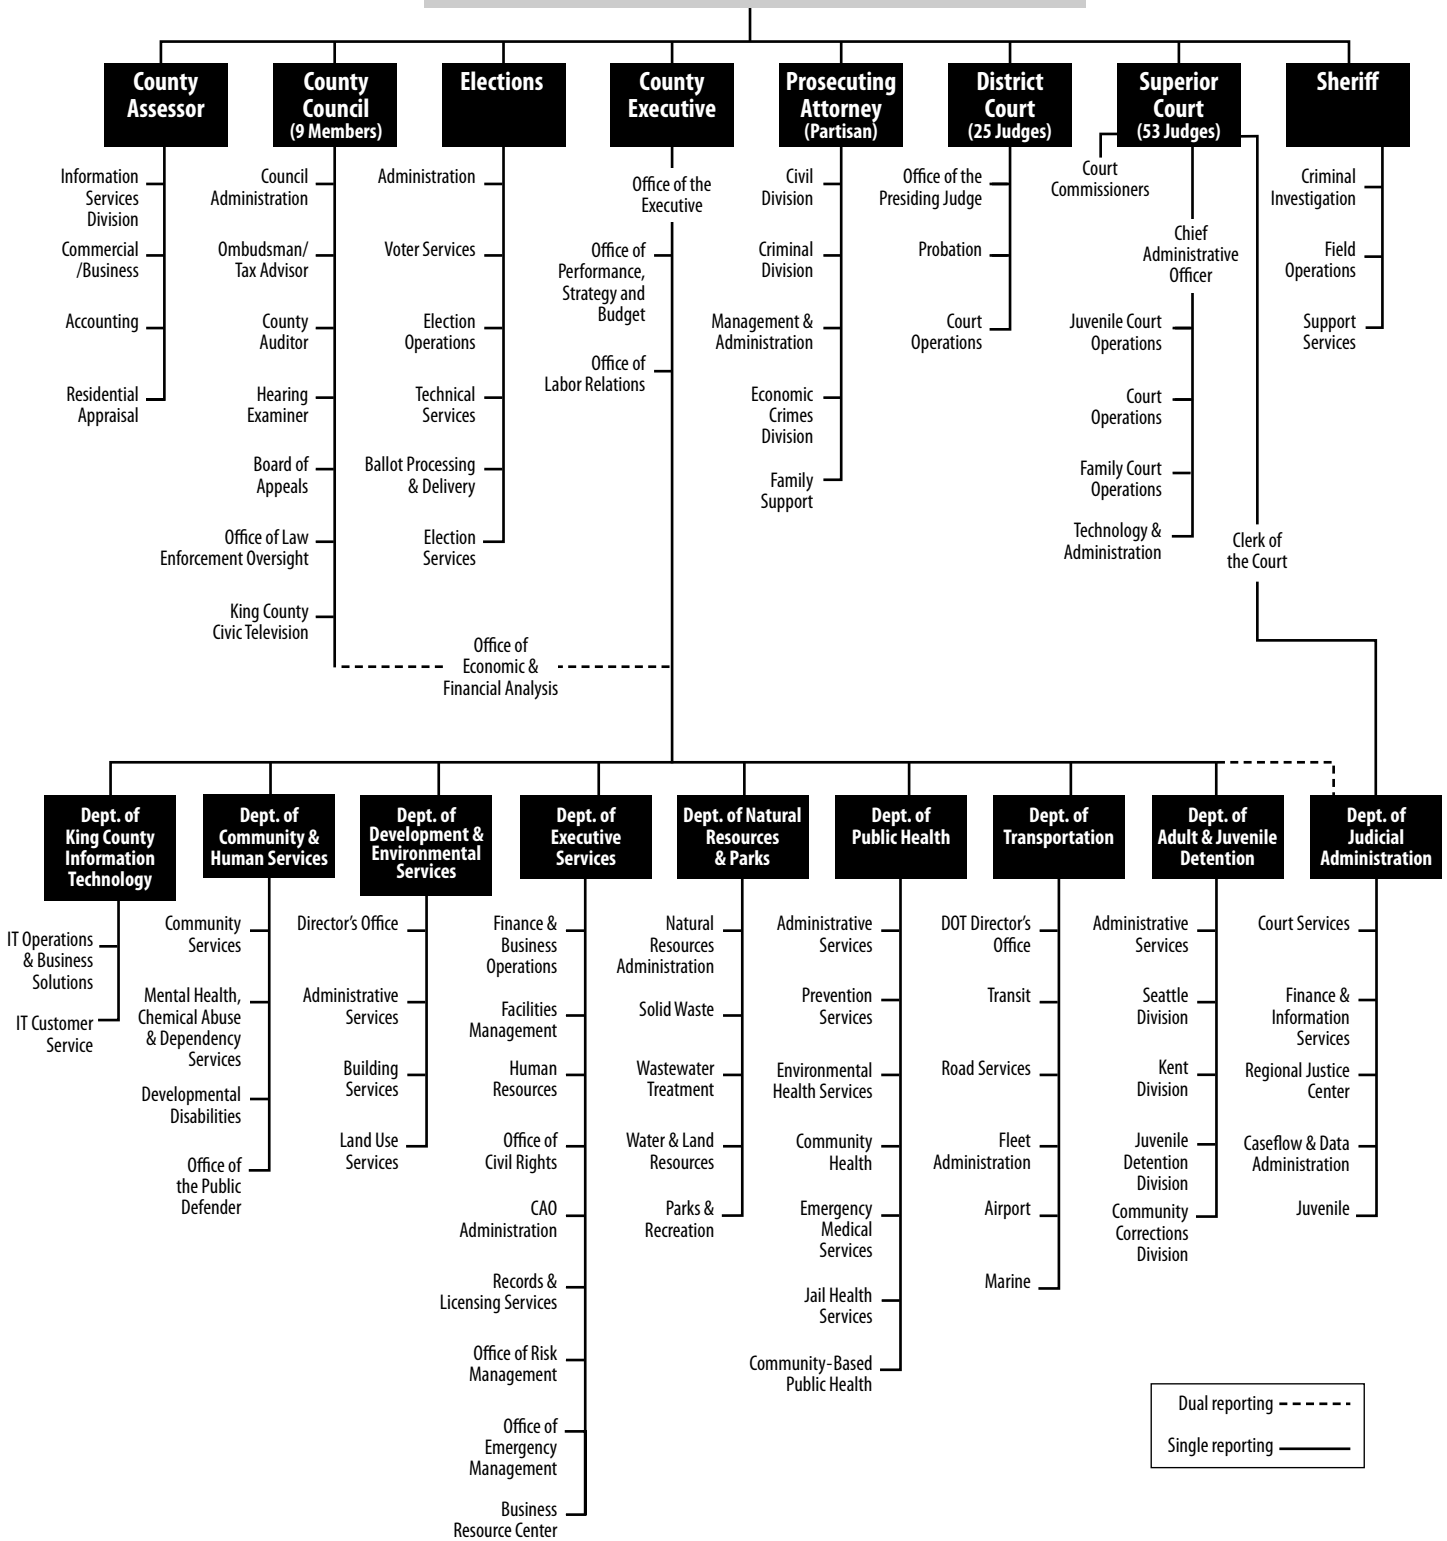 County
Assessor
Information
Services
Division
Commercial
/Business
Accounting
Residential
Appraisal
County
Council
(9 Members)
Council
Administration
Ombudsman/
Tax Advisor
County
Auditor
Hearing
Examiner
Board of
Appeals
Office of Law
Enforcement Oversight
King County
Civic Television
Elections
Administration
Voter Services
Election
Operations
Technical
Services
Ballot Processing
& Delivery
Election
Services
County
Executive
Office of the
Executive
Office of
Performance,
Strategy and
Budget
Office of
Labor Relations
Office of
Economic &
Financial Analysis
Prosecuting
Attorney
(Partisan)
Civil
Division
Criminal
Division
Management &
Administration
Economic
Crimes
Division
Family
Support
District
Court
(25 Judges)
Office of the
Presiding Judge
Probation
Court
Operations
Superior
Court
(53 Judges)
Court
Commissioners
Chief
Administrative
Officer
Juvenile Court
Operations
Court
Operations
Family Court
Operations
Technology &
Administration
Clerk of
the Court
Sheriff
Criminal
Investigation
Field
Operations
Support
Services
Dept. of
King County
Information
Technology
IT Operations
& Business
Solutions
IT Customer
Service
Dept. of
Community &
Human Services
Community
Services
Mental Health,
Chemical Abuse
& Dependency
Services
Developmental
Disabilities
Office of
the Public
Defender
Dept. of
Development &
Environmental
Services
Director's Office
Administrative
Services
Building
Services
Land Use
Services
Dept. of
Executive
Services
Finance &
Business
Operations
Facilities
Management
Human
Resources
Office of
Civil Rights
CAO
Administration
Records &
Licensing Services
Office of Risk
Management
Office of
Emergency
Management
Business
Resource Center
Dept. of Natural
Resources
& Parks
Natural
Resources
Administration
Solid Waste
Wastewater
Treatment
Water & Land
Resources
Parks &
Recreation
Dept. of
Public Health
Administrative
Services
Prevention
Services
Environmental
Health Services
Community
Health
Emergency
Medical
Services
Jail Health
Services
Community-Based
Public Health
Dept. of
Transportation
DOT Director's
Office
Transit
Road Services
Fleet
Administration
Airport
Marine
Dept. of
Adult & Juvenile
Detention
Administrative
Services
Seattle
Division
Kent
Division
Juvenile
Detention
Division
Community
Corrections
Division
Dept. of
Judicial
Administration
Court Services
Finance &
Information
Services
Regional Justice
Center
Caseflow & Data
Administration
Juvenile
Dual reporting
Single reporting